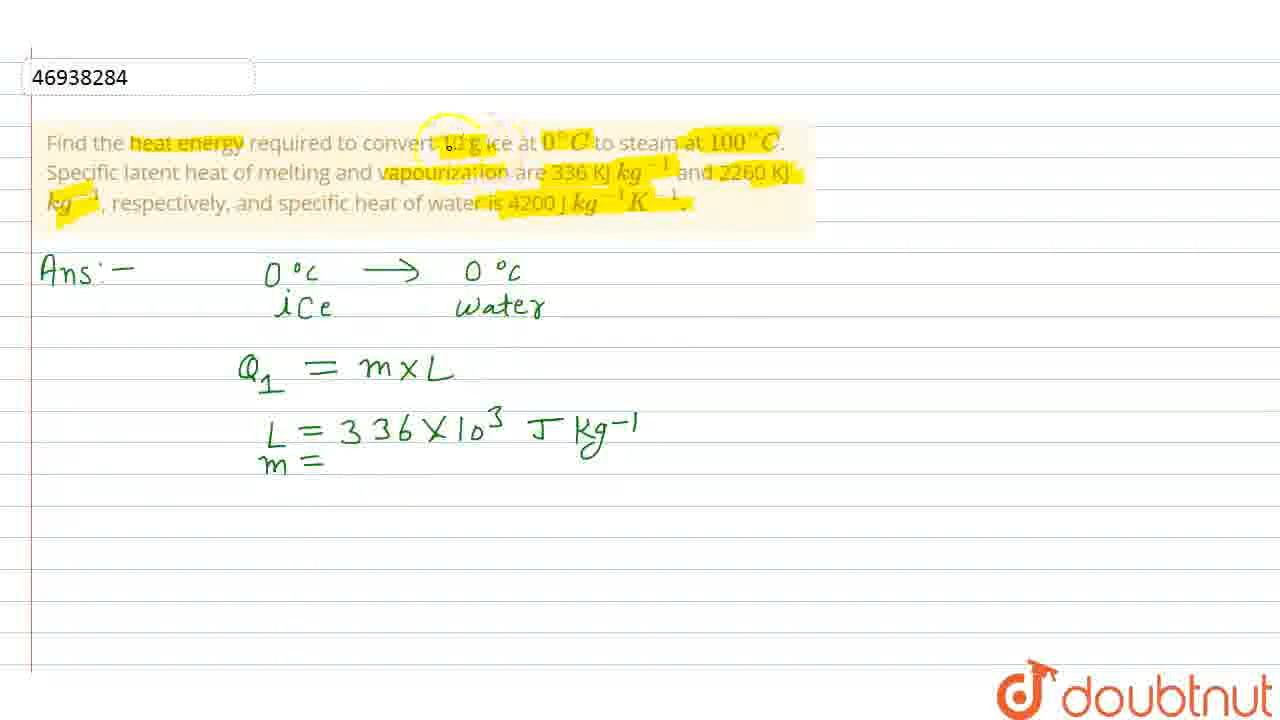 46938284
Find the heat energy required to convert 10 g ice at 0°C to steam at 100°C.
Specific latent heat of melting and vapourization are 336 KJ kg⁻¹ and 2260 KJ
kg⁻¹, respectively, and specific heat of water is 4200 J kg⁻¹K⁻¹.
Ans:- 0°C → 0°C
ice water
Q₁ = m×L
L = 336×10³ J Kg⁻¹
m =
doubtnut